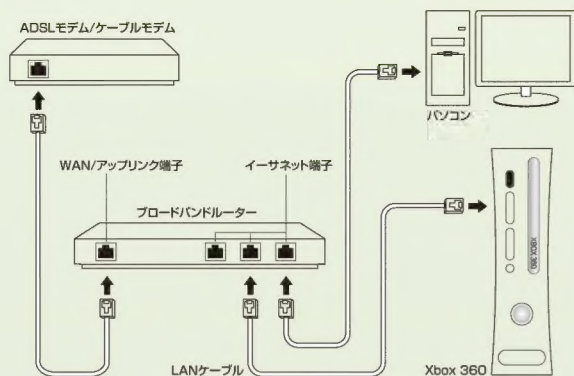 ADSLモデム/ケーブルモデム
パソコン
WAN/アップリンク端子
イーサネット端子
ブロードバンドルーター
XBOX 360
LANケーブル
Xbox 360